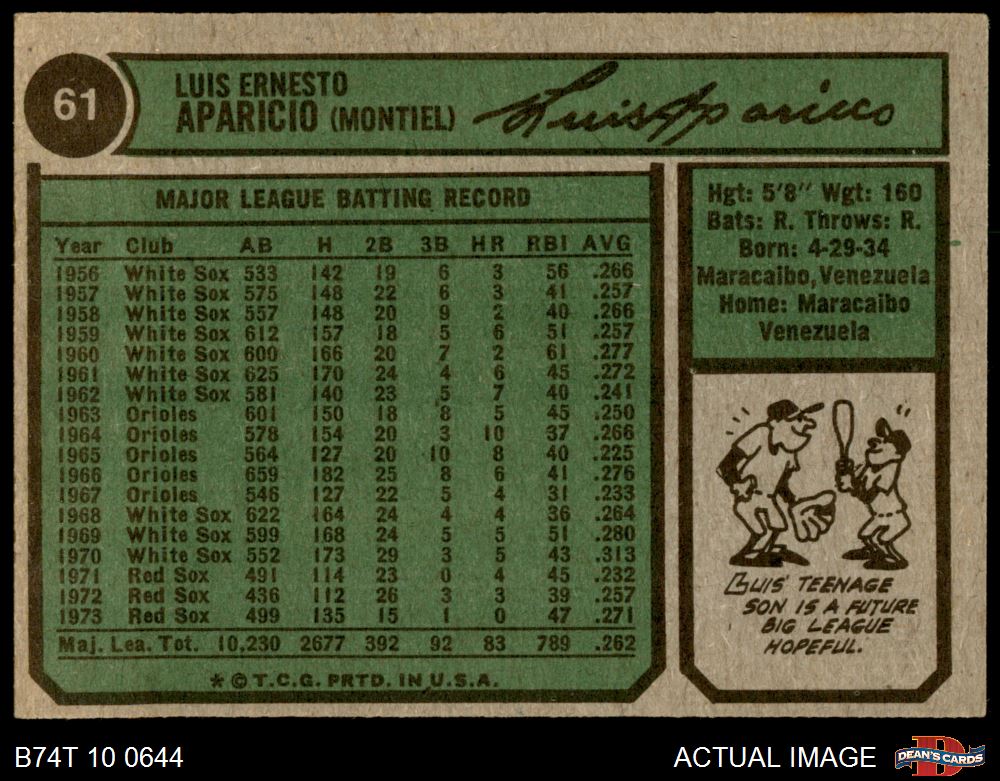 61
LUIS ERNESTO
APARICIO (MONTIEL)
Luis Aparicio
MAJOR LEAGUE BATTING RECORD
Year Club AB H 2B 3B HR RBI AVG
1956 White Sox 533 142 19 6 3 56 .266
1957 White Sox 575 148 22 6 3 41 .257
1958 White Sox 557 148 20 9 2 40 .266
1959 White Sox 612 157 18 5 6 51 .257
1960 White Sox 600 166 20 7 2 61 .277
1961 White Sox 625 170 24 4 6 45 .272
1962 White Sox 581 140 23 5 7 40 .241
1963 Orioles 601 150 18 8 5 45 .250
1964 Orioles 578 154 20 3 10 37 .266
1965 Orioles 564 127 20 10 8 40 .225
1966 Orioles 659 182 25 8 6 41 .276
1967 Orioles 546 127 22 5 4 31 .233
1968 White Sox 622 164 24 4 4 36 .264
1969 White Sox 599 168 24 5 5 51 .280
1970 White Sox 552 173 29 3 5 43 .313
1971 Red Sox 491 114 23 0 4 45 .232
1972 Red Sox 436 112 26 3 3 39 .257
1973 Red Sox 499 135 15 1 0 47 .271
Maj. Lea. Tot. 10,230 2677 392 92 83 789 .262
* © T.C.G. PRTD. IN U.S.A.
Hgt: 5'8" Wgt: 160
Bats: R. Throws: R.
Born: 4-29-34
Maracaibo, Venezuela
Home: Maracaibo
Venezuela
LUIS' TEENAGE
SON IS A FUTURE
BIG LEAGUE
HOPEFUL.
B74T 10 0644
ACTUAL IMAGE
D
DEAN'S CARDS